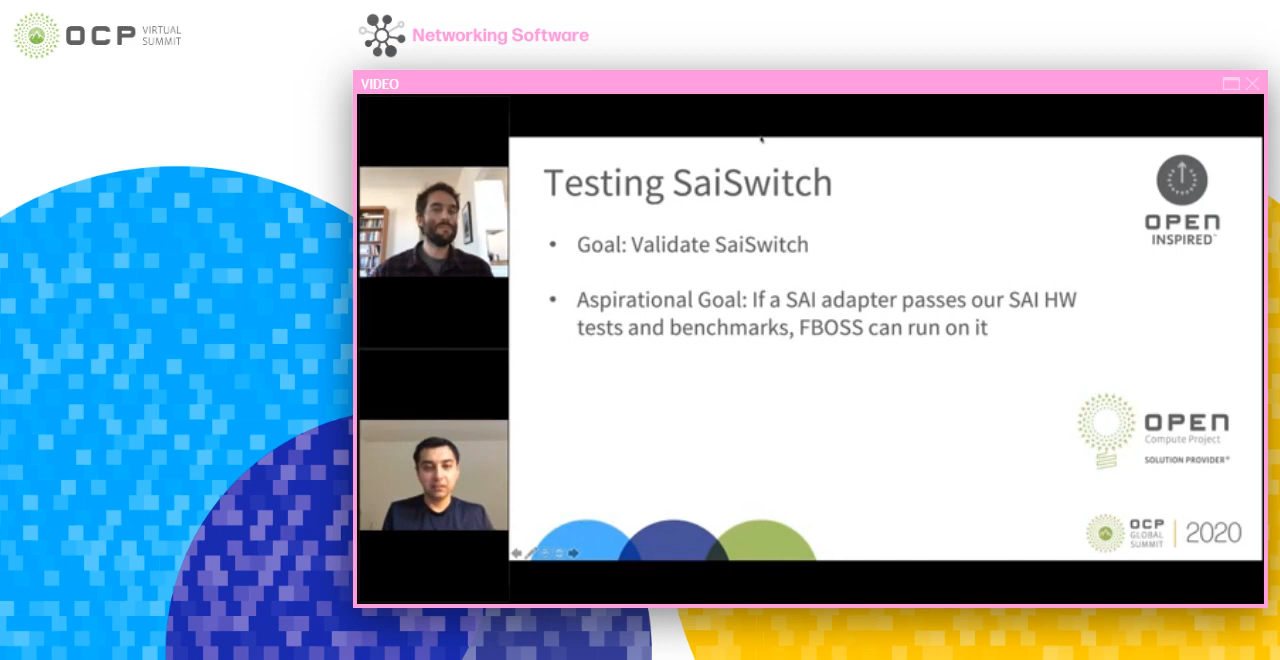 OCP VIRTUAL
SUMMIT
Networking Software
VIDEO
Testing SaiSwitch
• Goal: Validate SaiSwitch
• Aspirational Goal: If a SAI adapter passes our SAI HW
tests and benchmarks, FBOSS can run on it
OPEN
INSPIRED™
OPEN
Compute Project
SOLUTION PROVIDER®
OCP
GLOBAL
SUMMIT
2020